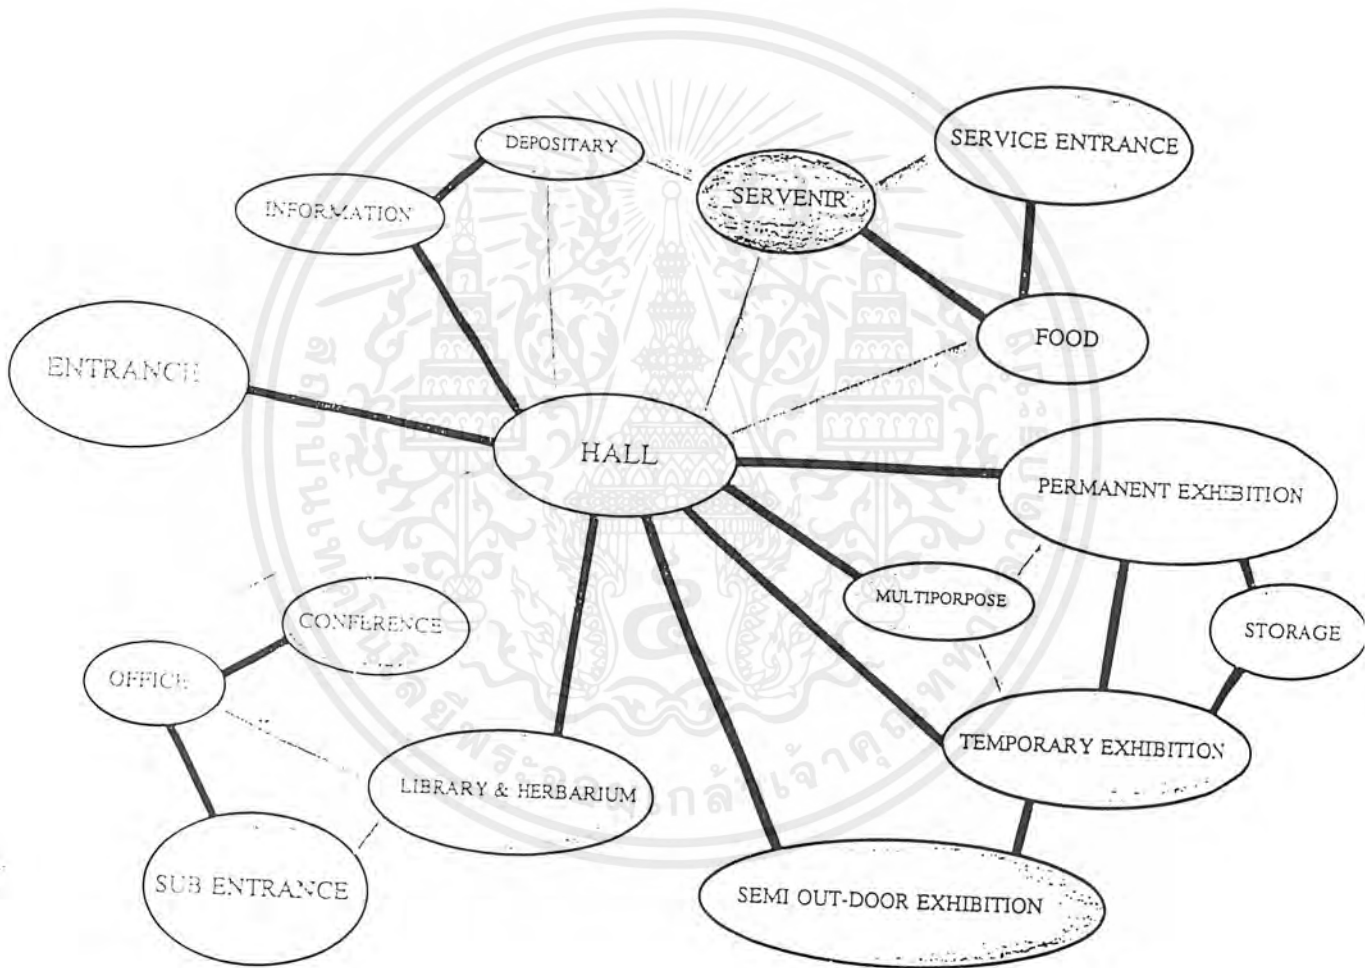 DEPOSITARY
SERVICE ENTRANCE
SERVENIR
INFORMATION
FOOD
ENTRANCH
HALL
PERMANENT EXHIBITION
MULTIPORPOSE
STORAGE
CONFERENCE
OFFICE
TEMPORARY EXHIBITION
LIBRARY & HERBARIUM
SUB ENTRANCE
SEMI OUT-DOOR EXHIBITION